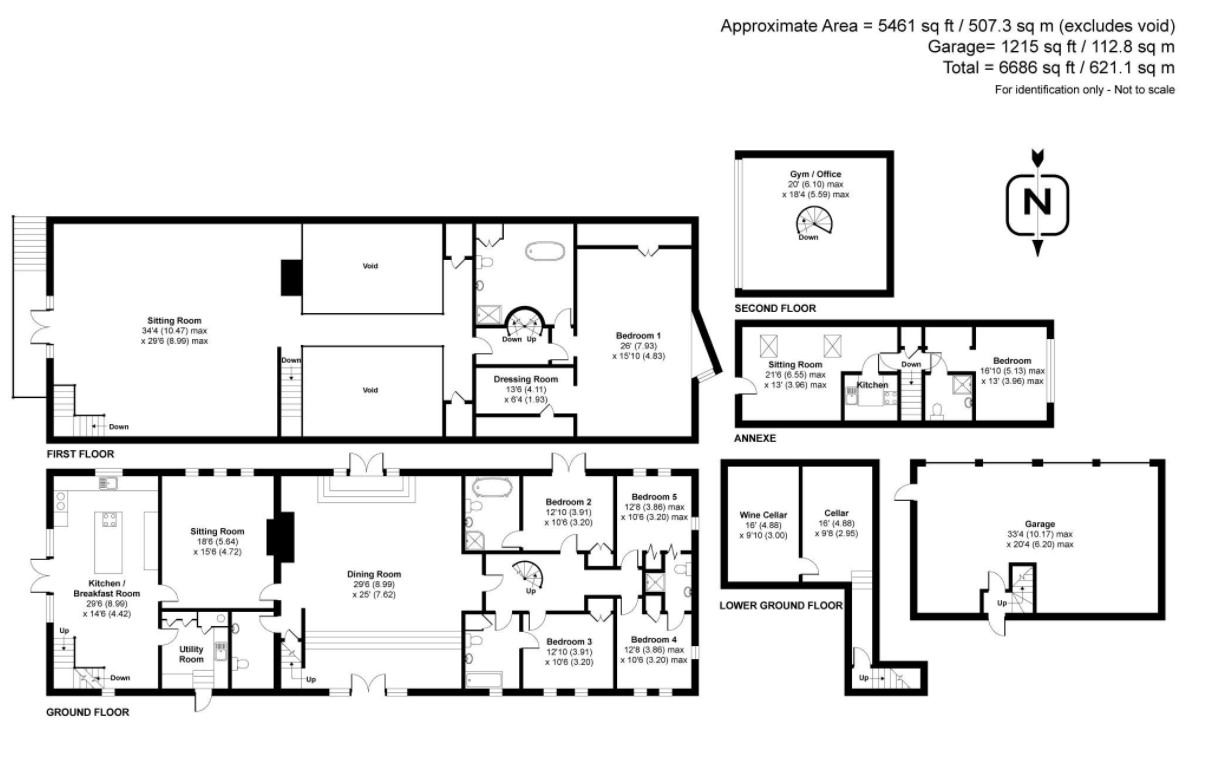 Approximate Area = 5461 sq ft / 507.3 sq m (excludes void)
Garage= 1215 sq ft / 112.8 sq m
Total = 6686 sq ft / 621.1 sq m
For identification only - Not to scale
N
Gym / Office
20' (6.10) max
x 18'4 (5.59) max
Down
SECOND FLOOR
Sitting Room
34'4 (10.47) max
x 29'6 (8.99) max
Down
Down
Void
Void
Down Up
Dressing Room
13'6 (4.11)
x 6'4 (1.93)
Bedroom 1
26' (7.93)
x 15'10 (4.83)
FIRST FLOOR
Sitting Room
21'6 (6.55) max
x 13' (3.96) max
Kitchen
Down
Bedroom
16'10 (5.13) max
x 13' (3.96) max
ANNEXE
Kitchen /
Breakfast Room
29'6 (8.99)
x 14'6 (4.42)
Up
Down
Sitting Room
18'6 (5.64)
x 15'6 (4.72)
Utility
Room
Dining Room
29'6 (8.99)
x 25' (7.62)
Up
Up
Bedroom 2
12'10 (3.91)
x 10'6 (3.20)
Bedroom 5
12'8 (3.86) max
x 10'6 (3.20) max
Bedroom 3
12'10 (3.91)
x 10'6 (3.20)
Bedroom 4
12'8 (3.86) max
x 10'6 (3.20) max
GROUND FLOOR
Wine Cellar
16' (4.88)
x 9'10 (3.00)
Cellar
16' (4.88)
x 9'8 (2.95)
Up
LOWER GROUND FLOOR
Garage
33'4 (10.17) max
x 20'4 (6.20) max
Up